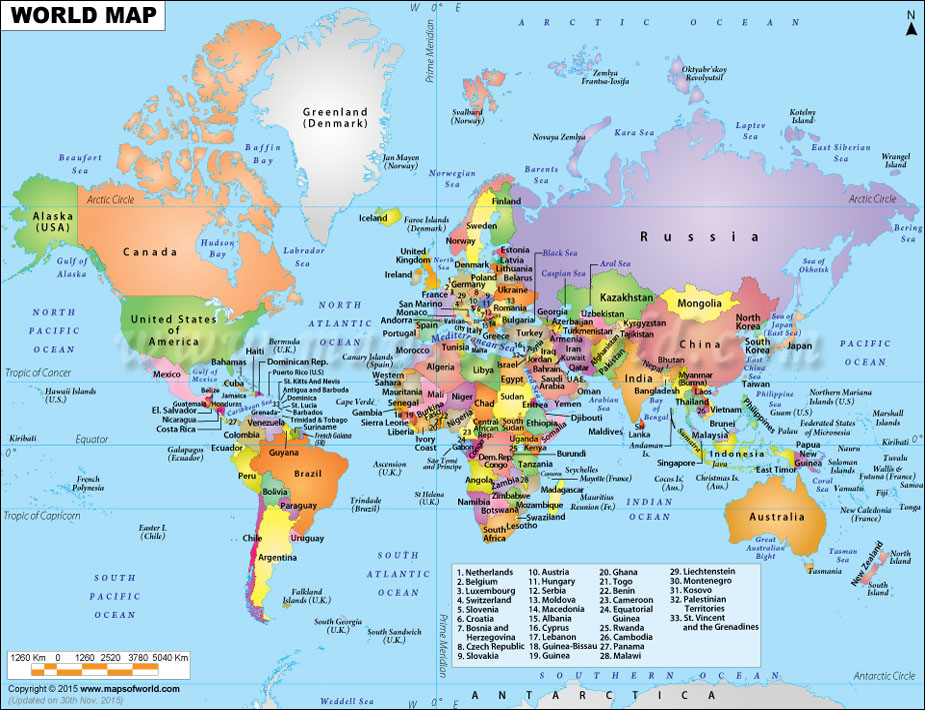 WORLD MAP
W 0° E
Prime Meridian
N
ARCTIC OCEAN
Greenland
(Denmark)
Baffin
Bay
Beaufort
Sea
Jan Mayen
(Norway)
Svalbard
(Norway)
Zemlya
Frantsa-Iosifa
Oktyabr'skoy
Revolyutsii
Novaya Zemlya
Kara Sea
Laptev
Sea
Kotelny
Island
East Siberian
Sea
Wrangel
Island
Norwegian
Sea
Barents
Sea
Arctic Circle
Arctic Circle
Bering
Sea
Alaska
(USA)
Gulf of
Alaska
Canada
Hudson
Bay
Labrador
Sea
Iceland
Faroe Islands
(Denmark)
Finland
Sweden
Norway
Russia
Sea of
Okhotsk
United
Kingdom
North
Sea
Denmark
Estonia
Latvia
Lithuania
Belarus
Ireland
Poland
Germany
Ukraine
Black Sea
Caspian Sea
Aral Sea
France
San Marino
Monaco
Andorra
Portugal
Spain
Vatican
City
Italy
Malta
Romania
Bulgaria
Greece
Turkey
Georgia
Azerbaijan
Armenia
Kazakhstan
Uzbekistan
Turkmenistan
Kyrgyzstan
Tajikistan
Mongolia
China
North
Korea
South
Korea
Sea of
Japan
East Sea
Japan
East
China
Sea
United States
of
America
NORTH
PACIFIC
OCEAN
NORTH
ATLANTIC
OCEAN
PACIFIC
OCEAN
Mediterranean Sea
Tropic of Cancer
Hawaii Islands
(U.S.)
Mexico
Gulf of
Mexico
Bahamas
Cuba
Haiti
Bermuda
(U.K.)
Dominican Rep.
Puerto Rico (U.S)
St. Kitts and Nevis
Antigua and Barbuda
Dominica
St. Lucia
Barbados
Grenada
Trinidad & Tobago
Jamaica
Belize
Guatemala
Honduras
El. Salvador
Nicaragua
Costa Rica
Caribbean Sea
Canary Islands
(Spain)
Cape Verde
Morocco
Western
Sahara
Algeria
Tunisia
Libya
Egypt
Israel
Syria
Iraq
Jordan
Kuwait
Bahrain
Qatar
Saudi
Arabia
UAE
Oman
Yemen
Iran
Afghanistan
Pakistan
India
Nepal
Bhutan
Bangladesh
Bay
of
Bengal
Arabian
Sea
Myanmar
(Burma)
Laos
Thailand
Vietnam
Taiwan
Philippines
Philippine
Sea
Guam (U.S)
Northern Mariana
Islands (U.S)
Marshall
Islands
Palau
Federated States
of Micronesia
Mauritania
Senegal
Gambia
Sierra Leone
Liberia
Ivory
Coast
Burkina
Faso
Mali
Niger
Nigeria
Chad
Sudan
Eritrea
Djibouti
Ethiopia
Somalia
Central
African
Rep.
South
Sudan
Uganda
Kenya
Gabon
Congo
Dem. Rep.
Congo
Burundi
Tanzania
São Tomé
and Principe
Maldives
Sri
Lanka
Andaman
Is.
Malaysia
Brunei
Singapore
Sumatra
Java
Indonesia
East Timor
Papua
New
Guinea
Nauru
Kiribati
Tuvalu
Solomon
Islands
Wallis &
Futuna (France)
Samoa
Vanuatu
Fiji
Tonga
New Caledonia
(France)
Coral
Sea
Cocos Is.
(Aus.)
Christmas Is.
(Aus.)
Kiribati
Equator
0°
0°
Galapagos
(Ecuador)
Venezuela
Colombia
Ecuador
Guyana
Suriname
French Guiana
(Fr)
Peru
Brazil
Bolivia
Paraguay
Uruguay
Chile
Argentina
Ascension
(U.K.)
St Helena
(U.K.)
Trindade
(Brazil)
French
Polynesia
Tropic of Capricorn
Easter I.
(Chile)
Angola
Zambia
Zimbabwe
Namibia
Botswana
Mozambique
Swaziland
Lesotho
South
Africa
Madagascar
Seychelles
Comoros
Mayotte (France)
Mauritius
Reunion (Fr.)
INDIAN
OCEAN
Australia
Great
Australian
Bight
Tasmania
Tasman
Sea
New Zealand
North
Island
South
Island
SOUTH
PACIFIC
OCEAN
SOUTH
ATLANTIC
OCEAN
Falkland
Islands (U.K.)
South Georgia
(U.K.)
South Sandwich
(U.K.)
Prime Meridian
1. Netherlands
2. Belgium
3. Luxembourg
4. Switzerland
5. Slovenia
6. Croatia
7. Bosnia and
Herzegovina
8. Czech Republic
9. Slovakia
10. Austria
11. Hungary
12. Serbia
13. Moldova
14. Macedonia
15. Albania
16. Cyprus
17. Lebanon
18. Guinea-Bissau
19. Guinea
20. Ghana
21. Togo
22. Benin
23. Cameroon
24. Equatorial
Guinea
25. Rwanda
26. Cambodia
27. Panama
28. Malawi
29. Liechtenstein
30. Montenegro
31. Kosovo
32. Palestinian
Territories
33. St. Vincent
and the Grenadines
1260 Km 0 1260 2520 3780 5040 Km
Copyright © 2015 www.mapsofworld.com
(Updated on 30th Nov, 2015)
Weddell Sea
W 0° E
SOUTHERN OCEAN
ANTARCTICA
Antarctic Circle